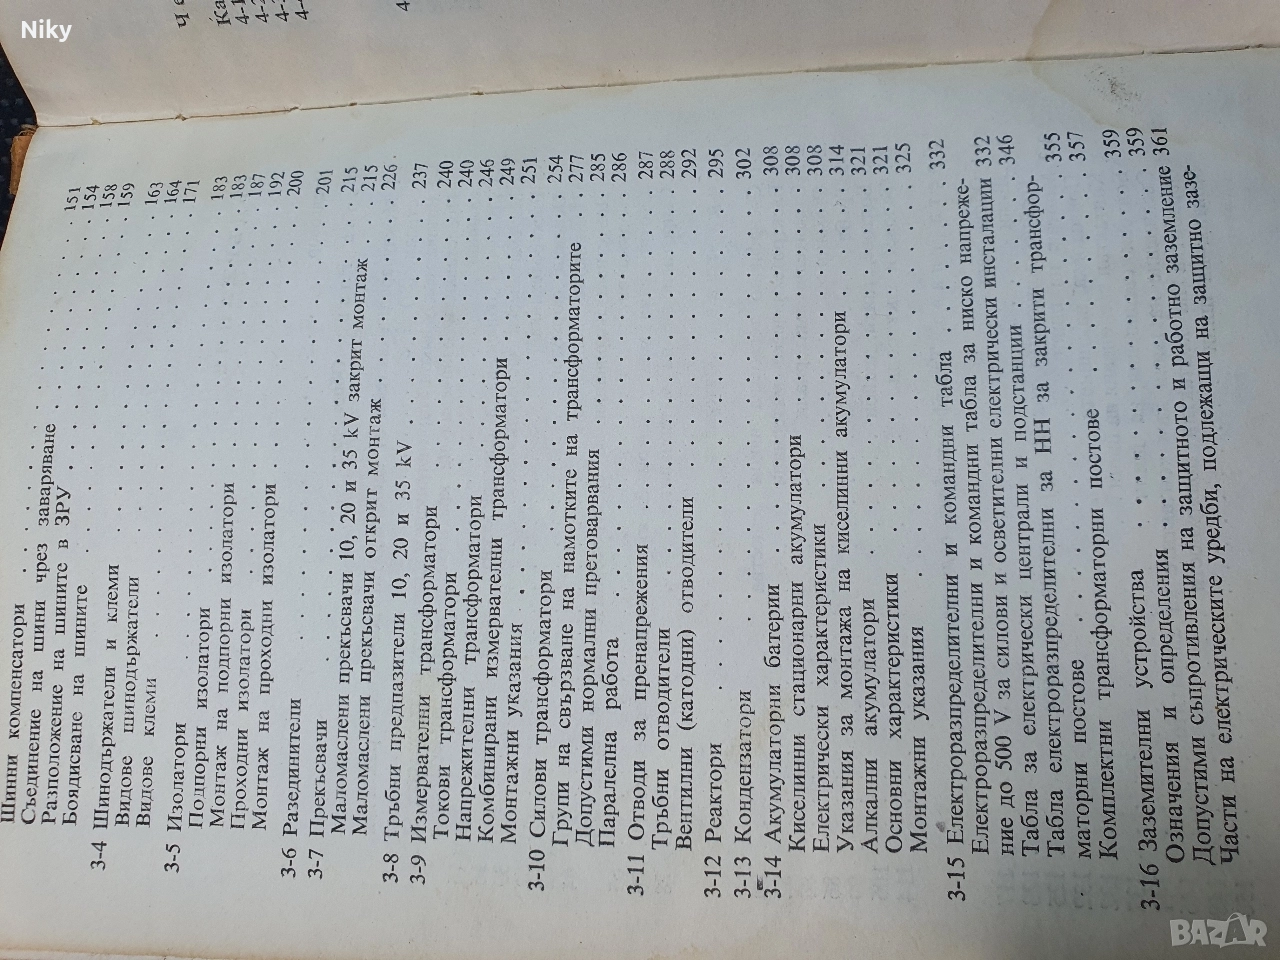 Niky
Че
Ка
4-1
4-2
4-3
4-4
4
Шинни компенсатори . . . . . . . . . . 151
Съединение на шини чрез заваряване . . . . 154
Разположение на шините в ЗРУ . . . . . . 158
Боядисване на шините . . . . . . . . . 159
3-4 Шинодържатели и клеми . . . . . . . . 163
Видове шинодържатели . . . . . . . . . 164
Видове клеми . . . . . . . . . . . . 171
3-5 Изолатори . . . . . . . . . . . . . 183
Подпорни изолатори . . . . . . . . . . 183
Монтаж на подпорни изолатори . . . . . . 187
Проходни изолатори . . . . . . . . . . 192
Монтаж на проходни изолатори . . . . . . 200
3-6 Разединители . . . . . . . . . . . . 201
3-7 Прекъсвачи . . . . . . . . . . . . 215
Маломаслени прекъсвачи 10, 20 и 35 kV закрит монтаж 215
Маломаслени прекъсвачи открит монтаж . . . . 226
3-8 Тръбни предпазители 10, 20 и 35 kV . . . . 237
3-9 Измервателни трансформатори . . . . . . 240
Токови трансформатори . . . . . . . . . 240
Напрежителни трансформатори . . . . . . 246
Комбинирани измервателни трансформатори . . 249
Монтажни указания . . . . . . . . . . 251
3-10 Силови трансформатори . . . . . . . . 254
Групи на свързване на намотките на трансформаторите 277
Допустими нормални претоварвания . . . . . 285
Паралелна работа . . . . . . . . . . 286
3-11 Отводи за пренапрежения . . . . . . . 287
Тръбни отводители . . . . . . . . . . 288
Вентилни (катодни) отводители . . . . . . 292
3-12 Реактори . . . . . . . . . . . . . 295
3-13 Кондензатори . . . . . . . . . . . 302
3-14 Акумулаторни батерии . . . . . . . . 308
Киселинни стационарни акумулатори . . . . . 308
Електрически характеристики . . . . . . . 308
Указания за монтажа на киселинни акумулатори . 314
Алкални акумулатори . . . . . . . . . 321
Основни характеристики . . . . . . . . 321
Монтажни указания . . . . . . . . . . 325
3-15 Електроразпределителни и командни табла . . 332
Електроразпределителни и командни табла за ниско напреже-
ние до 500 V за силови и осветителни електрически инсталации 332
Табла за електрически централи и подстанции . . 346
Табла електроразпределителни за НН за закрити трансфор-
маторни постове . . . . . . . . . . . 355
Комплектни трансформаторни постове . . . . 357
3-16 Заземителни устройства . . . . . . . . 359
Означения и определения . . . . . . . . 359
Допустими съпротивления на защитното и работно заземление 361
Части на електрическите уредби, подлежащи на защитно зазе-
BAZAR